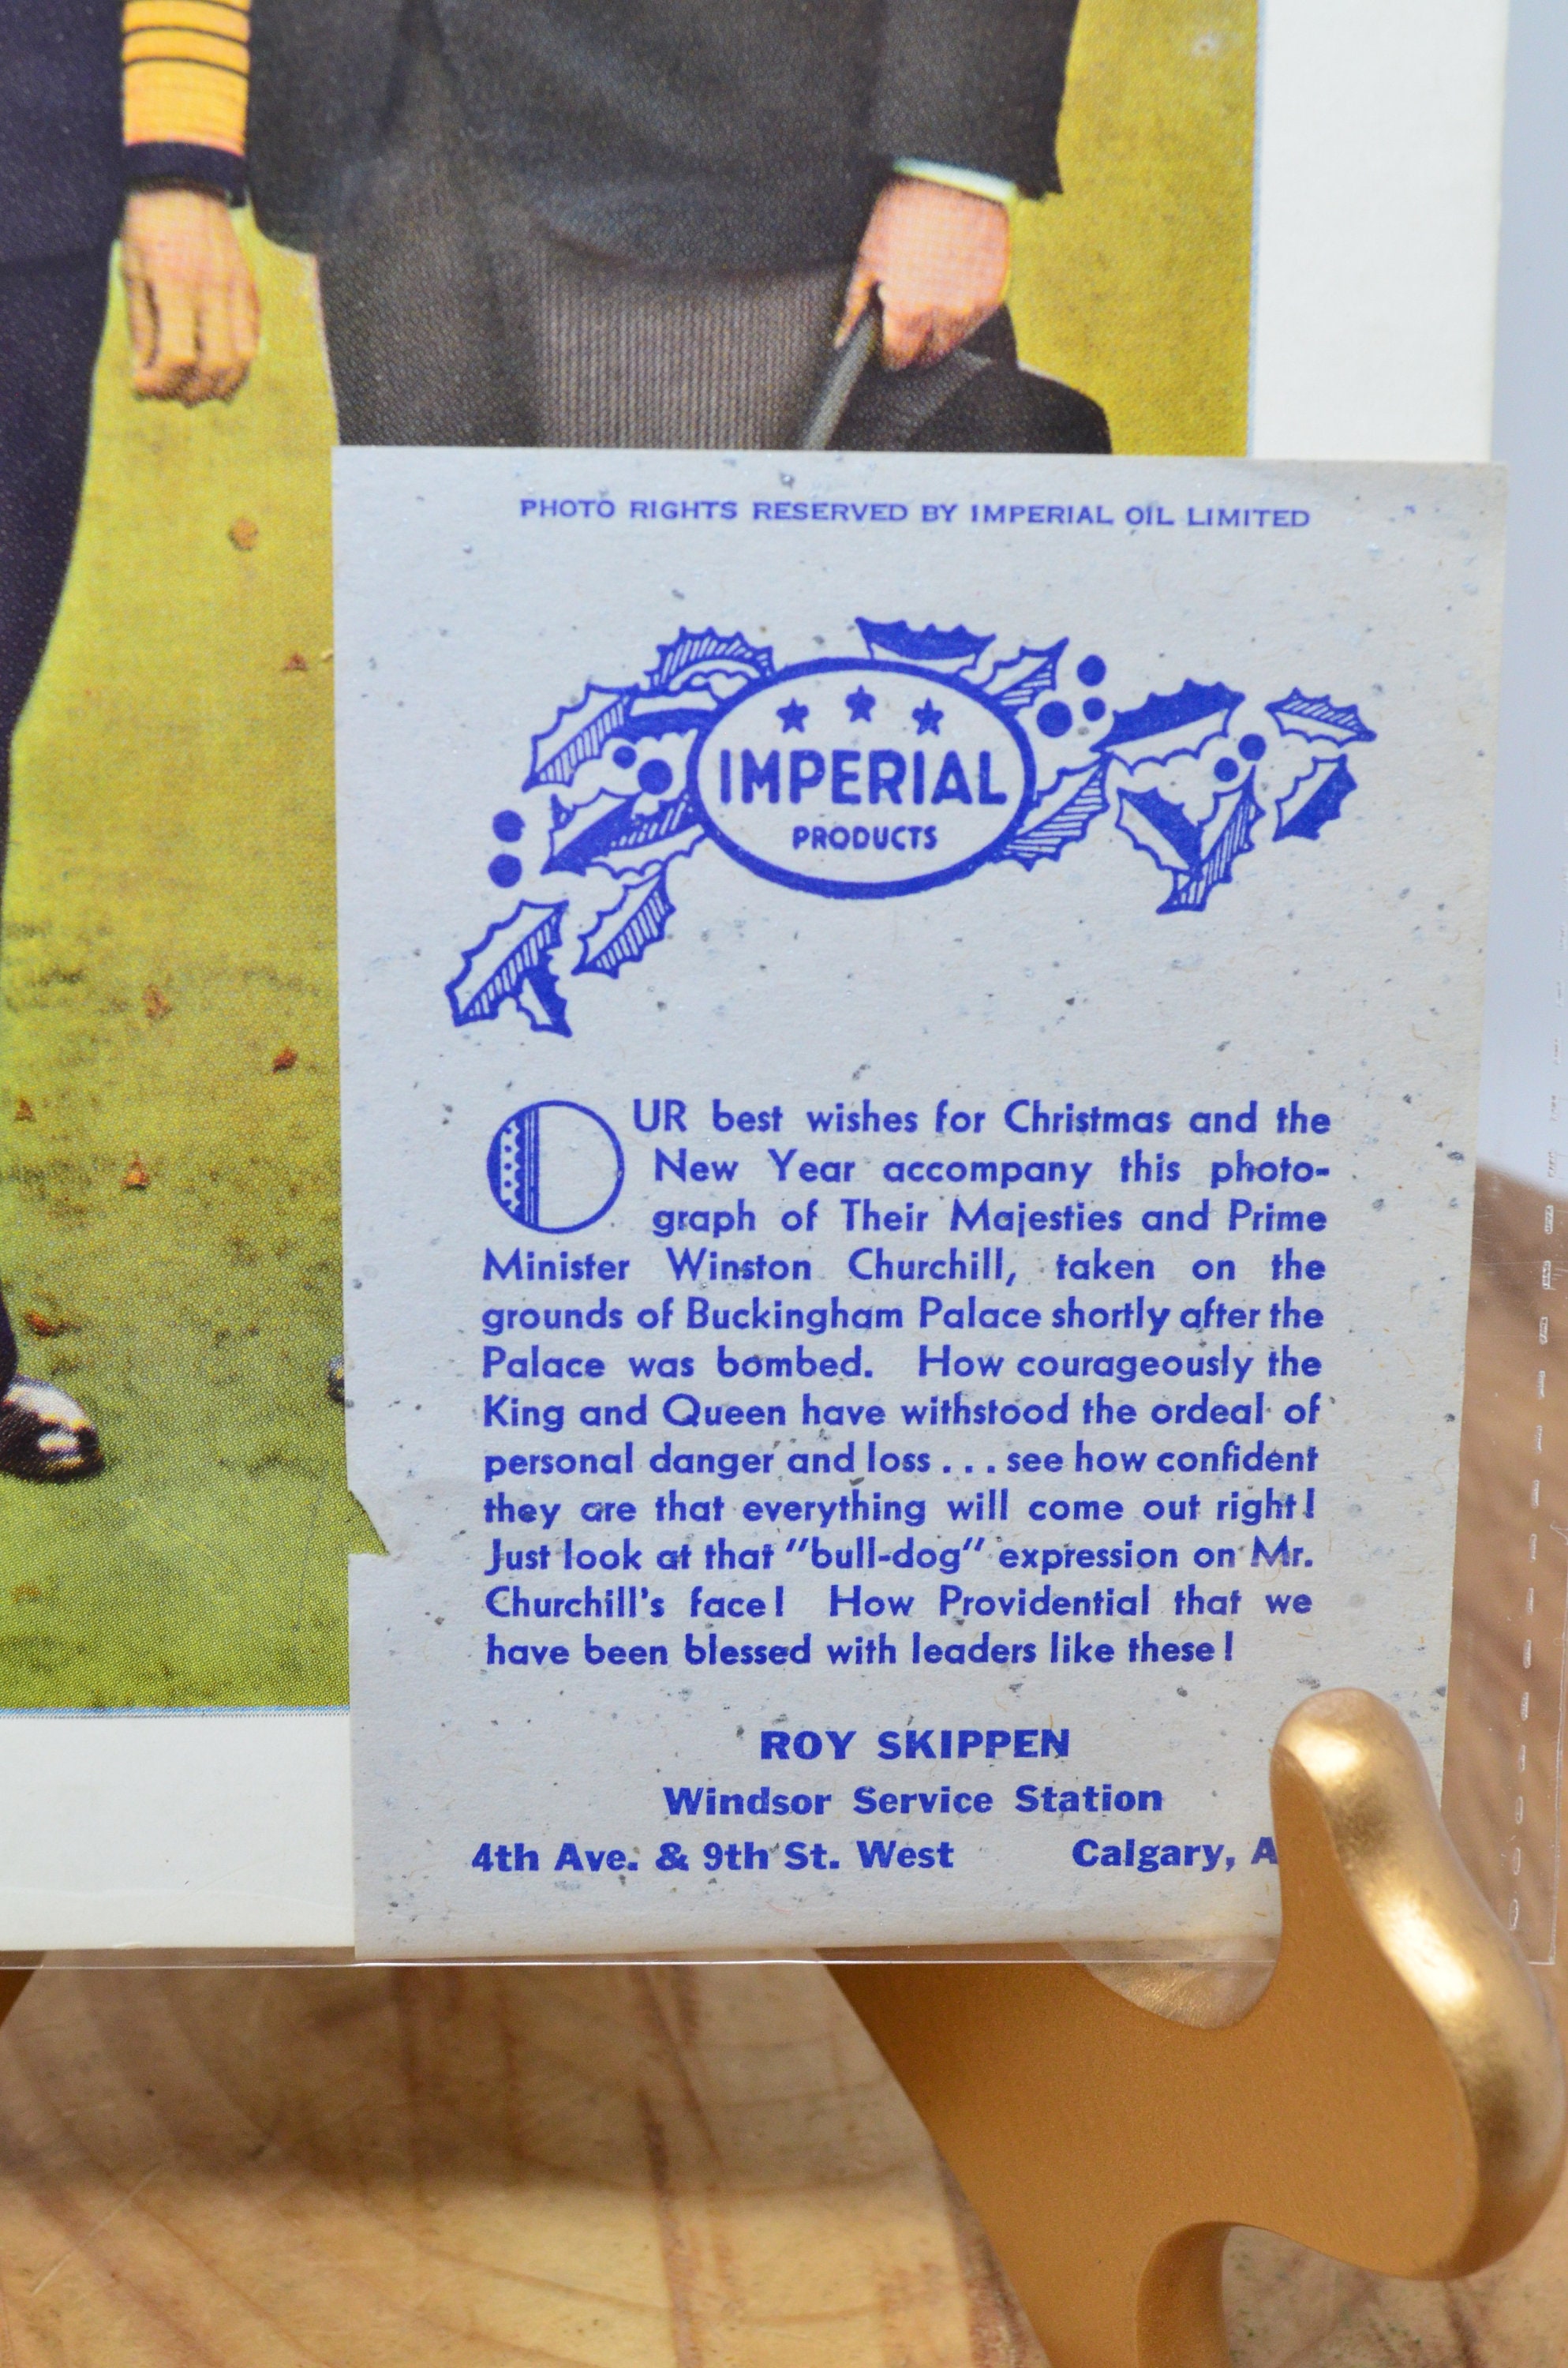 PHOTO RIGHTS RESERVED BY IMPERIAL OIL LIMITED
IMPERIAL
PRODUCTS
OUR best wishes for Christmas and the
New Year accompany this photo-
graph of Their Majesties and Prime
Minister Winston Churchill, taken on the
grounds of Buckingham Palace shortly after the
Palace was bombed. How courageously the
King and Queen have withstood the ordeal of
personal danger and loss . . . see how confident
they are that everything will come out right!
Just look at that "bull-dog" expression on Mr.
Churchill's face! How Providential that we
have been blessed with leaders like these!
ROY SKIPPEN
Windsor Service Station
4th Ave. & 9th St. West Calgary, A